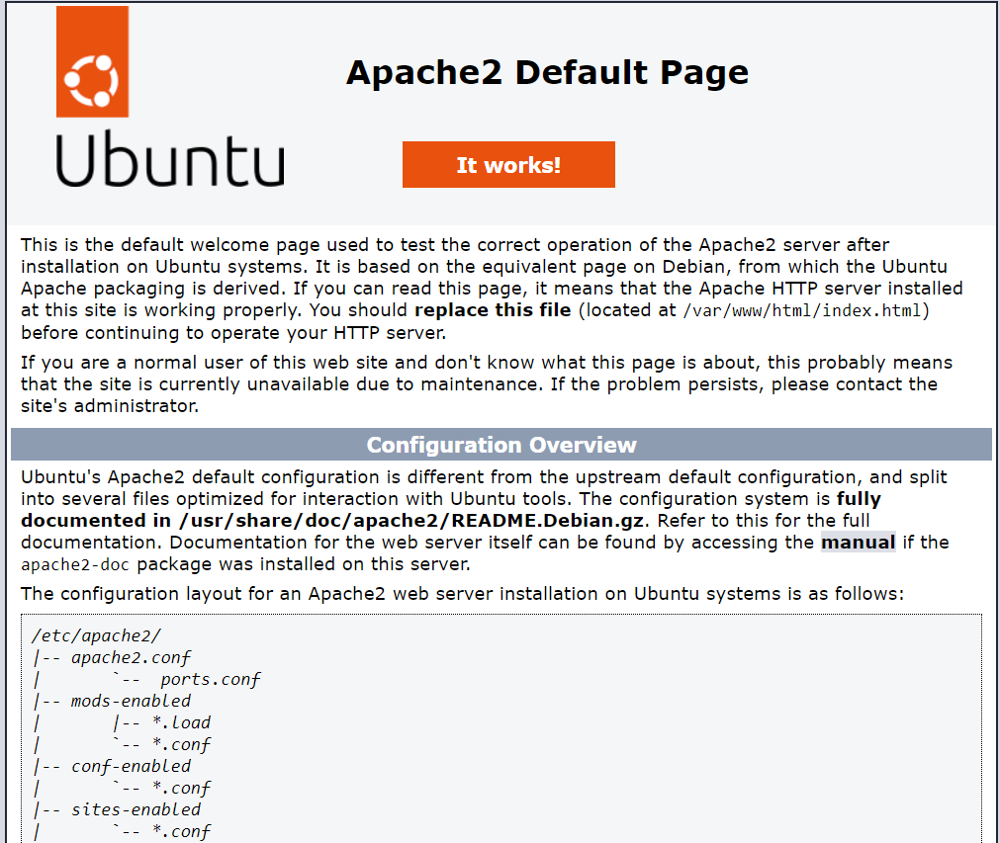 Ubuntu
Apache2 Default Page
It works!
This is the default welcome page used to test the correct operation of the Apache2 server after
installation on Ubuntu systems. It is based on the equivalent page on Debian, from which the Ubuntu
Apache packaging is derived. If you can read this page, it means that the Apache HTTP server installed
at this site is working properly. You should replace this file (located at /var/www/html/index.html)
before continuing to operate your HTTP server.
If you are a normal user of this web site and don't know what this page is about, this probably means
that the site is currently unavailable due to maintenance. If the problem persists, please contact the
site's administrator.
Configuration Overview
Ubuntu's Apache2 default configuration is different from the upstream default configuration, and split
into several files optimized for interaction with Ubuntu tools. The configuration system is fully
documented in /usr/share/doc/apache2/README.Debian.gz. Refer to this for the full
documentation. Documentation for the web server itself can be found by accessing the manual if the
apache2-doc package was installed on this server.
The configuration layout for an Apache2 web server installation on Ubuntu systems is as follows:
/etc/apache2/
|-- apache2.conf
|       `--  ports.conf
|-- mods-enabled
|       |-- *.load
|       `-- *.conf
|-- conf-enabled
|       `-- *.conf
|-- sites-enabled
|       `-- *.conf